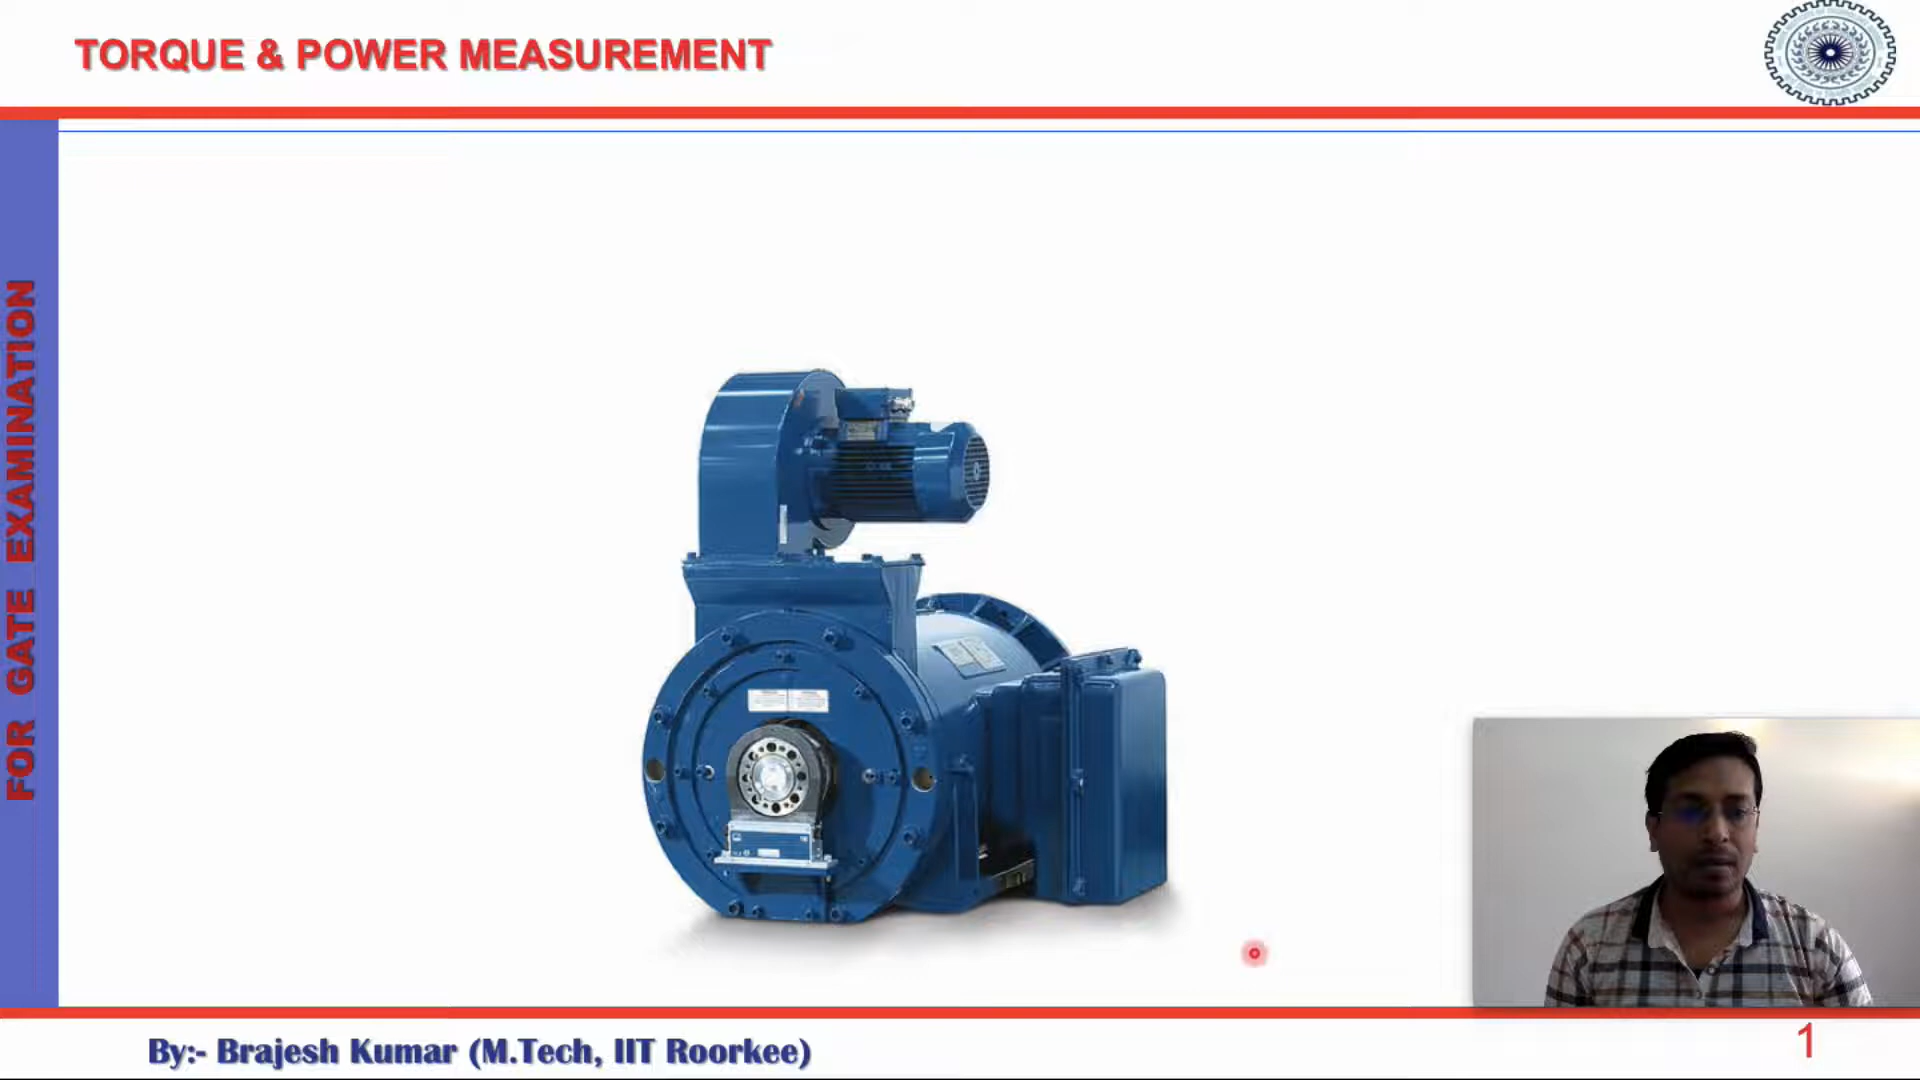 TORQUE & POWER MEASUREMENT
FOR GATE EXAMINATION
By:- Brajesh Kumar (M.Tech, IIT Roorkee)
1